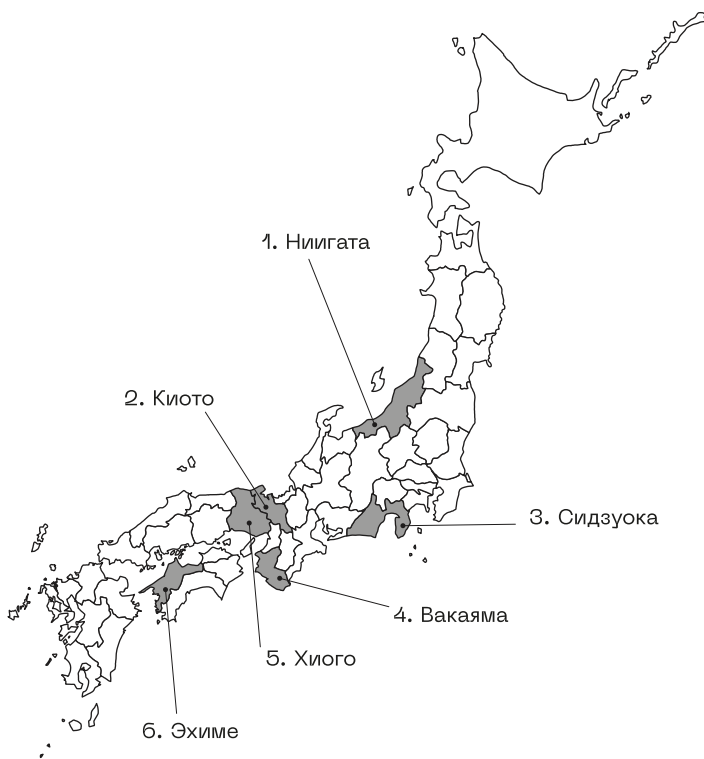 1. Ниигата
2. Киото
3. Сидзуока
4. Вакаяма
5. Хиого
6. Эхиме